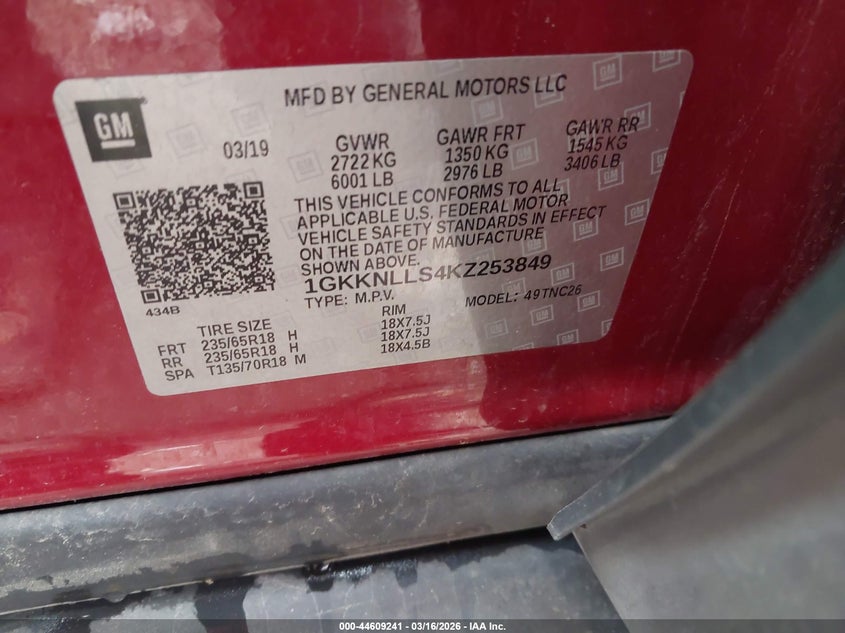 GM
MFD BY GENERAL MOTORS LLC
03/19
GVWR GAWR FRT GAWR RR
2722 KG 1350 KG 1545 KG
6001 LB 2976 LB 3406 LB
THIS VEHICLE CONFORMS TO ALL
APPLICABLE U.S. FEDERAL MOTOR
VEHICLE SAFETY STANDARDS IN EFFECT
ON THE DATE OF MANUFACTURE
SHOWN ABOVE.
1GKKNLLS4KZ253849
TYPE: M.P.V. MODEL: 49TNC26
434B
TIRE SIZE RIM
FRT 235/65R18 H 18X7.5J
RR 235/65R18 H 18X7.5J
SPA T135/70R18 M 18X4.5B
000-44609241 - 03/16/2026 - IAA Inc.